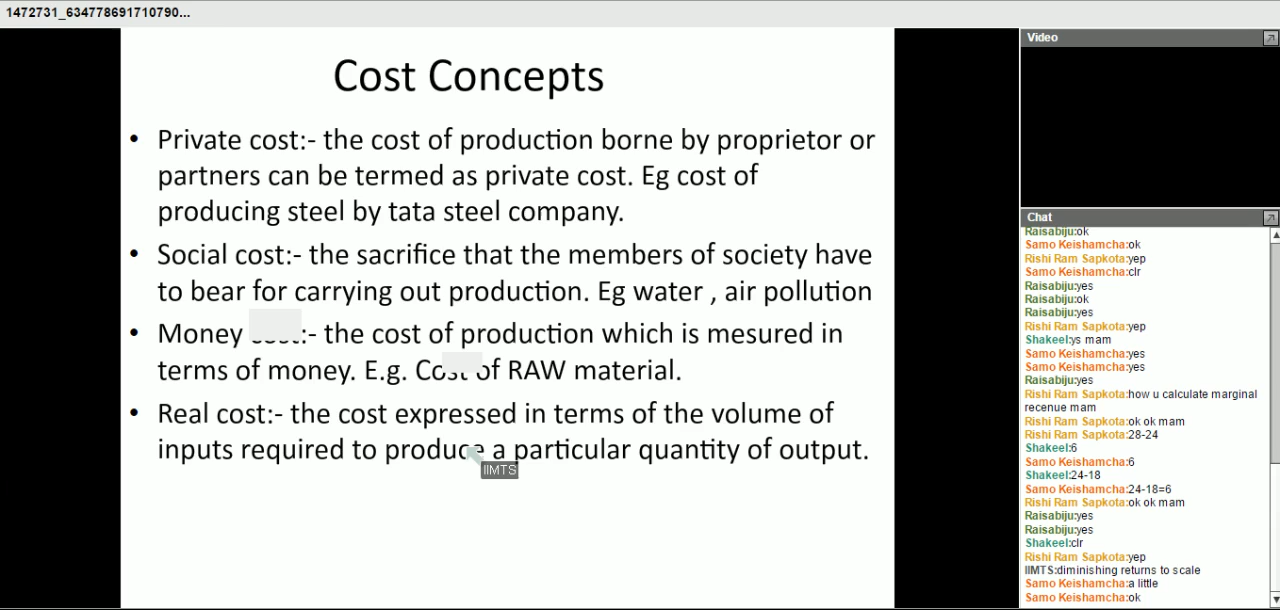 1472731_634778691710790...
Cost Concepts
• Private cost:- the cost of production borne by proprietor or
partners can be termed as private cost. Eg cost of
producing steel by tata steel company.
• Social cost:- the sacrifice that the members of society have
to bear for carrying out production. Eg water , air pollution
• Money cost:- the cost of production which is mesured in
terms of money. E.g. Cost of RAW material.
• Real cost:- the cost expressed in terms of the volume of
inputs required to produce a particular quantity of output.
IIMTS
Video
Chat
Raisabiju:ok
Samo Keishamcha:ok
Rishi Ram Sapkota:yep
Samo Keishamcha:clr
Raisabiju:yes
Raisabiju:ok
Raisabiju:yes
Rishi Ram Sapkota:yep
Shakeel:ys mam
Samo Keishamcha:yes
Samo Keishamcha:yes
Raisabiju:yes
Rishi Ram Sapkota:how u calculate marginal
recenue mam
Rishi Ram Sapkota:ok ok mam
Rishi Ram Sapkota:28-24
Shakeel:6
Samo Keishamcha:6
Shakeel:24-18
Samo Keishamcha:24-18=6
Rishi Ram Sapkota:ok ok mam
Raisabiju:yes
Raisabiju:yes
Shakeel:clr
Rishi Ram Sapkota:yep
IIMTS:diminishing returns to scale
Samo Keishamcha:a little
Samo Keishamcha:ok